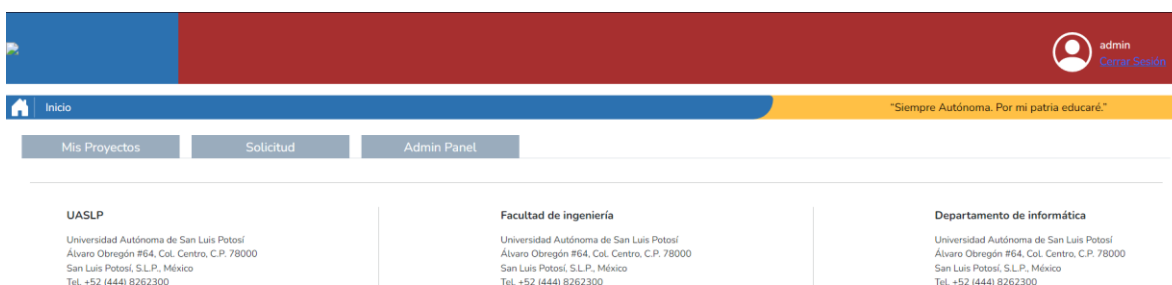 admin
Cerrar Sesión
Inicio
"Siempre Autónoma. Por mi patria educaré."
Mis Proyectos
Solicitud
Admin Panel
UASLP
Universidad Autónoma de San Luis Potosí
Álvaro Obregón #64, Col. Centro, C.P. 78000
San Luis Potosí, S.L.P., México
Tel. +52 (444) 8262300
Facultad de ingeniería
Universidad Autónoma de San Luis Potosí
Álvaro Obregón #64, Col. Centro, C.P. 78000
San Luis Potosí, S.L.P., México
Tel. +52 (444) 8262300
Departamento de informática
Universidad Autónoma de San Luis Potosí
Álvaro Obregón #64, Col. Centro, C.P. 78000
San Luis Potosí, S.L.P., México
Tel. +52 (444) 8262300